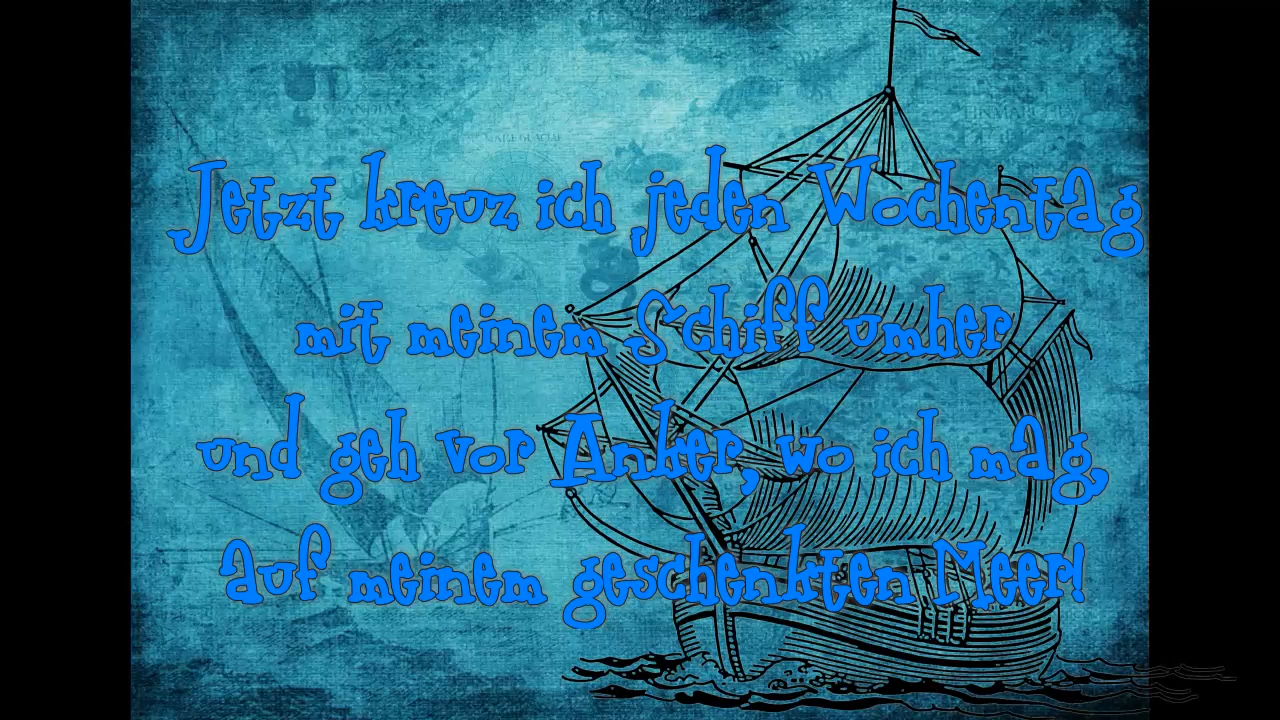 Jetzt kreuz ich jeden Wochentag
mit meinem Schiff umher
und geh vor Anker, wo ich mag,
auf meinem geschenkten Meer!